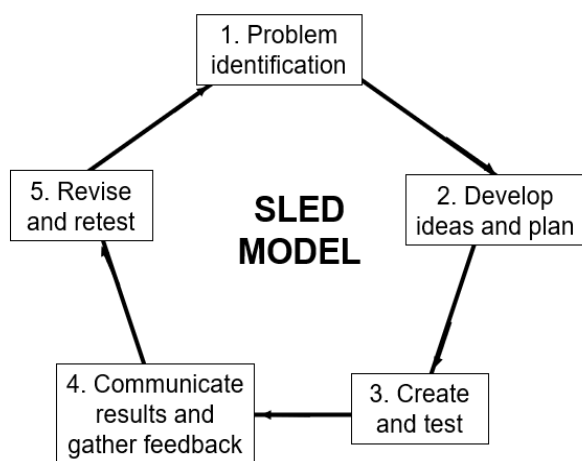 1. Problem
identification
2. Develop
ideas and plan
3. Create
and test
4. Communicate
results and
gather feedback
5. Revise
and retest
SLED
MODEL